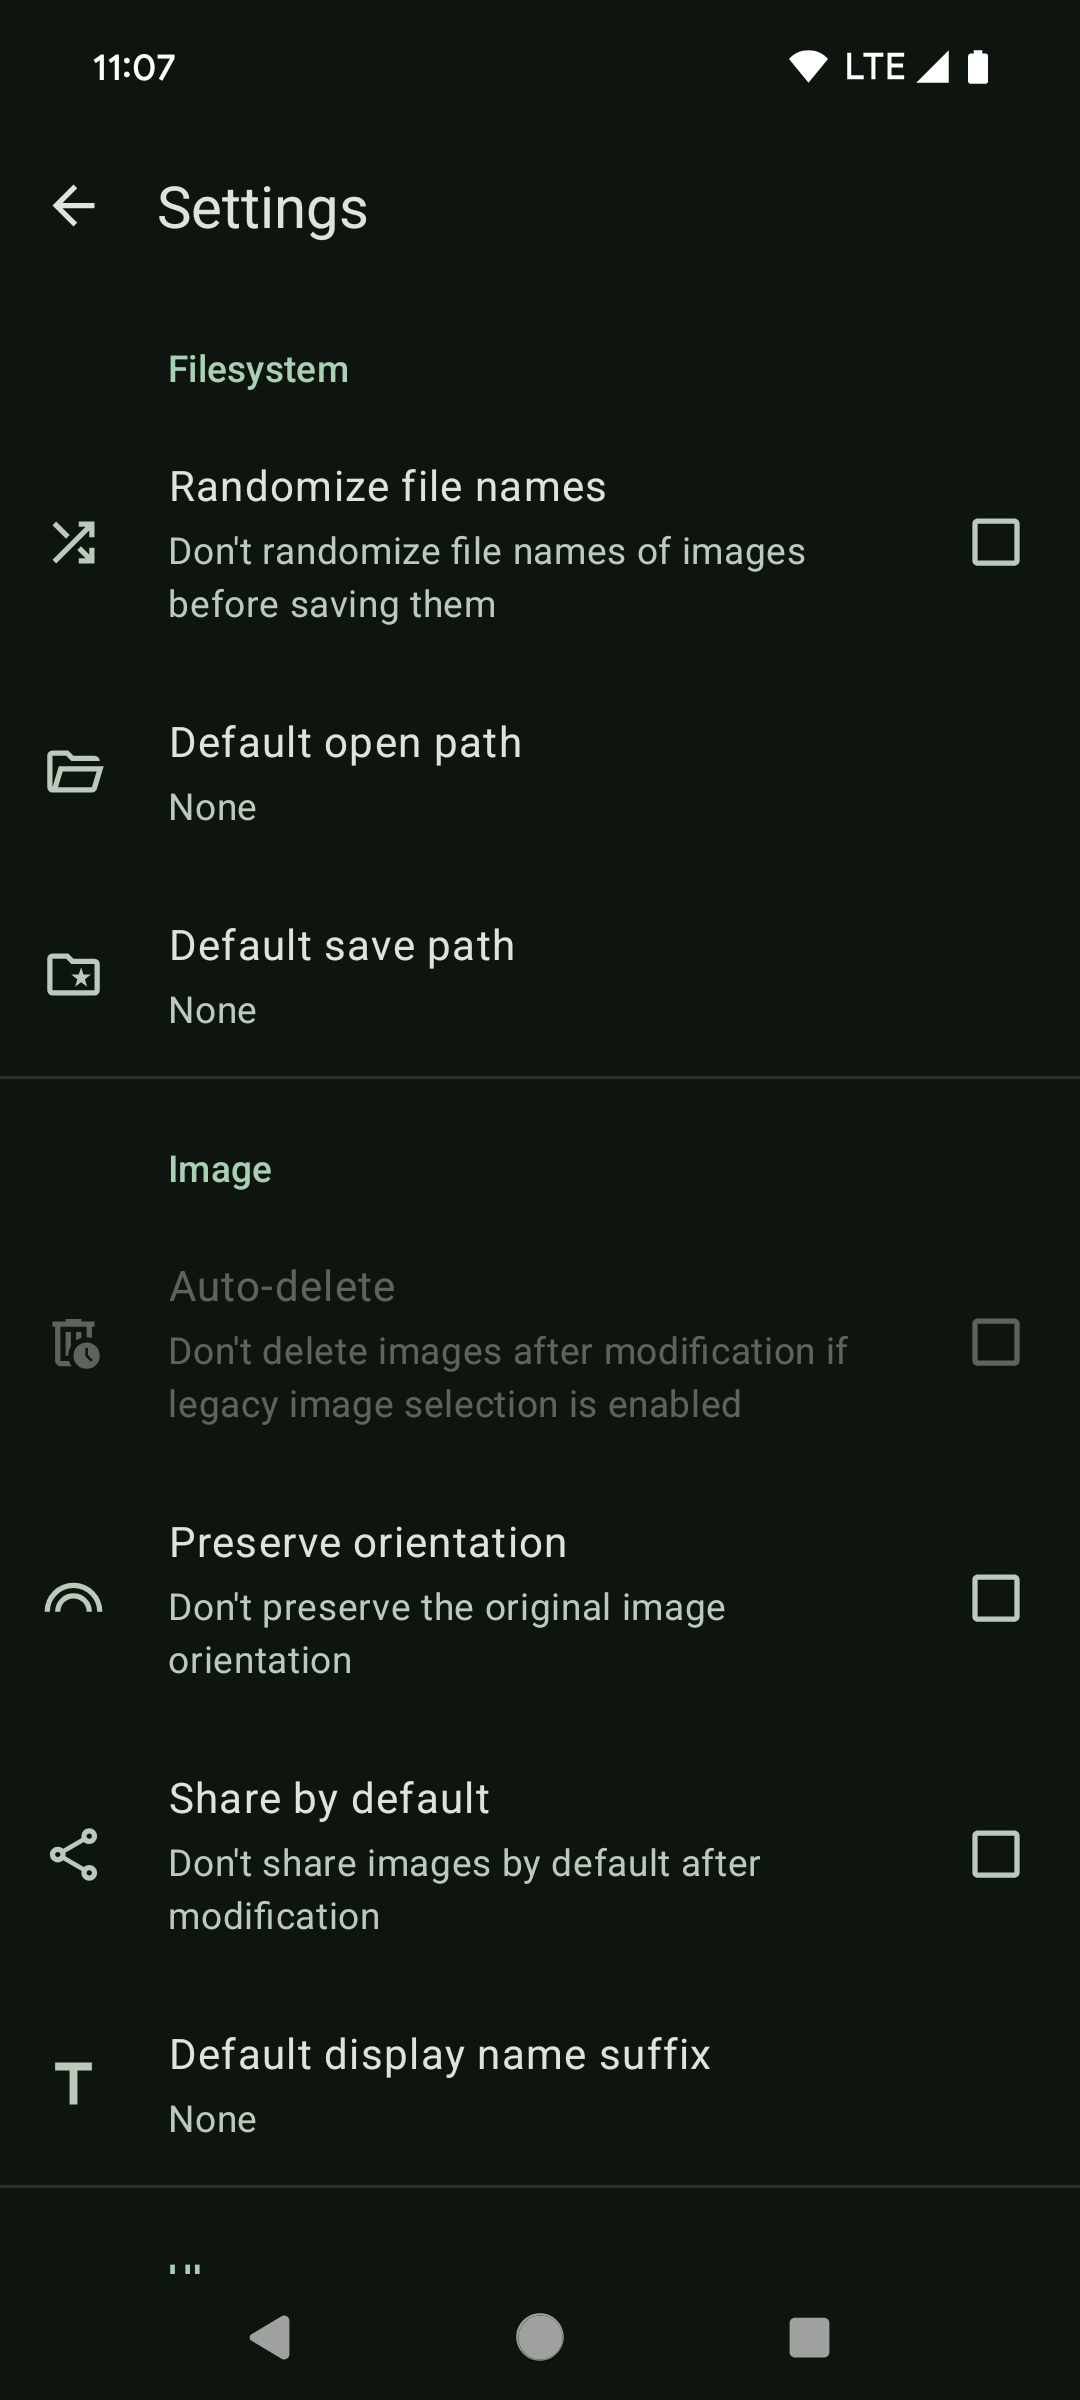 11:07
LTE
Settings
Filesystem
Randomize file names
Don't randomize file names of images
before saving them
Default open path
None
Default save path
None
Image
Auto-delete
Don't delete images after modification if
legacy image selection is enabled
Preserve orientation
Don't preserve the original image
orientation
Share by default
Don't share images by default after
modification
Default display name suffix
None